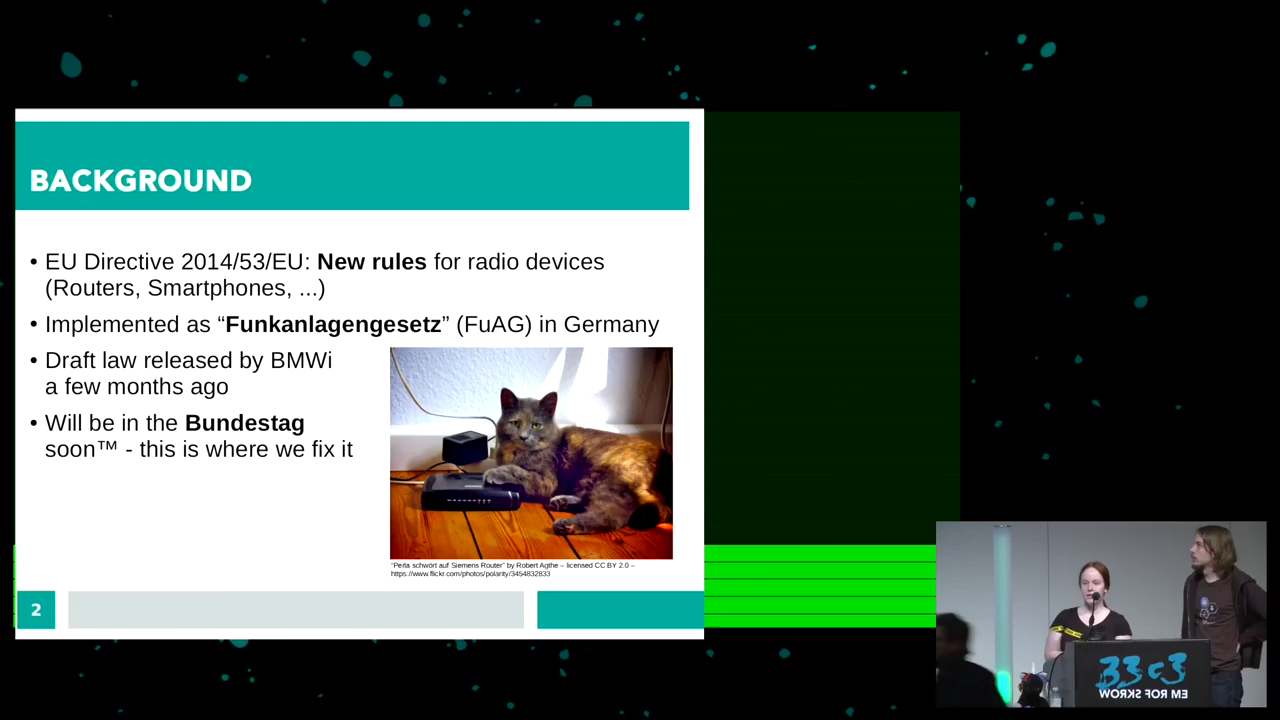 BACKGROUND
• EU Directive 2014/53/EU: New rules for radio devices
(Routers, Smartphones, ...)
• Implemented as “Funkanlagengesetz” (FuAG) in Germany
• Draft law released by BMWi
a few months ago
• Will be in the Bundestag
soon™ - this is where we fix it
"Perla schwört auf Siemens Router" by Robert Agthe – licensed CC BY 2.0 –
https://www.flickr.com/photos/polarity/3454832833
2
33c3
WORKS FOR ME